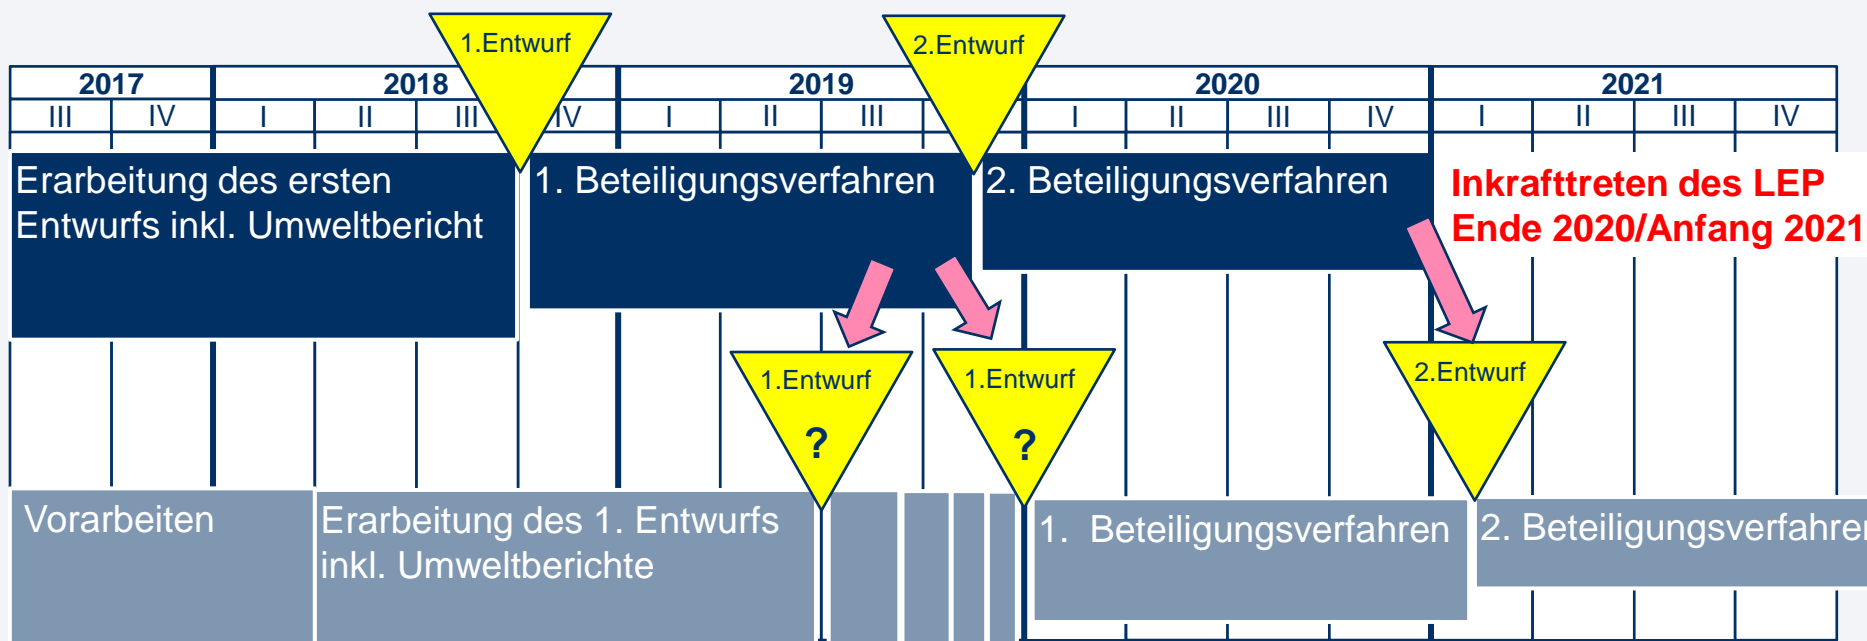 1.Entwurf
2.Entwurf
2017
2018
2019
2020
2021
III
IV
I
II
III
IV
I
II
III
I
II
III
IV
I
II
III
IV
Erarbeitung des ersten
Entwurfs inkl. Umweltbericht
1. Beteiligungsverfahren
2. Beteiligungsverfahren
Inkrafttreten des LEP
Ende 2020/Anfang 2021
1.Entwurf
?
1.Entwurf
?
2.Entwurf
Vorarbeiten
Erarbeitung des 1. Entwurfs
inkl. Umweltberichte
1. Beteiligungsverfahren
2. Beteiligungsverfahren